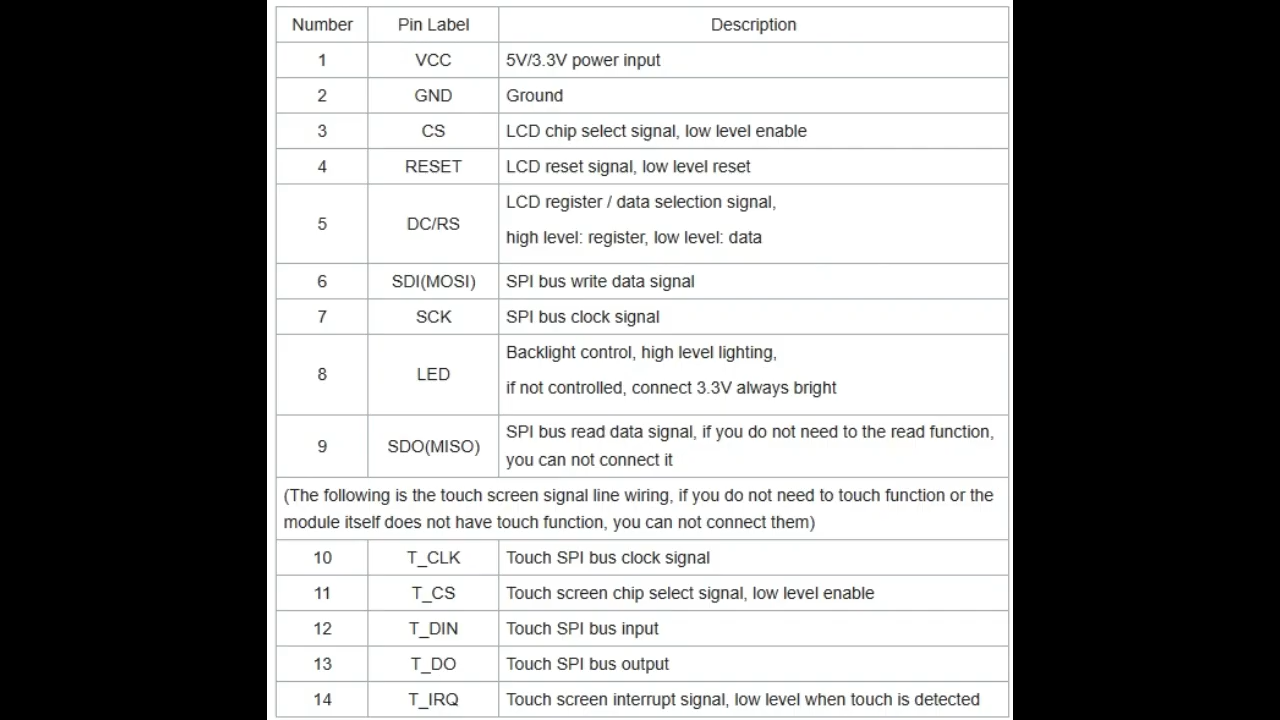 Number Pin Label Description
1 VCC 5V/3.3V power input
2 GND Ground
3 CS LCD chip select signal, low level enable
4 RESET LCD reset signal, low level reset
5 DC/RS LCD register / data selection signal,
high level: register, low level: data
6 SDI(MOSI) SPI bus write data signal
7 SCK SPI bus clock signal
8 LED Backlight control, high level lighting,
if not controlled, connect 3.3V always bright
9 SDO(MISO) SPI bus read data signal, if you do not need to the read function,
you can not connect it
(The following is the touch screen signal line wiring, if you do not need to touch function or the
module itself does not have touch function, you can not connect them)
10 T_CLK Touch SPI bus clock signal
11 T_CS Touch screen chip select signal, low level enable
12 T_DIN Touch SPI bus input
13 T_DO Touch SPI bus output
14 T_IRQ Touch screen interrupt signal, low level when touch is detected